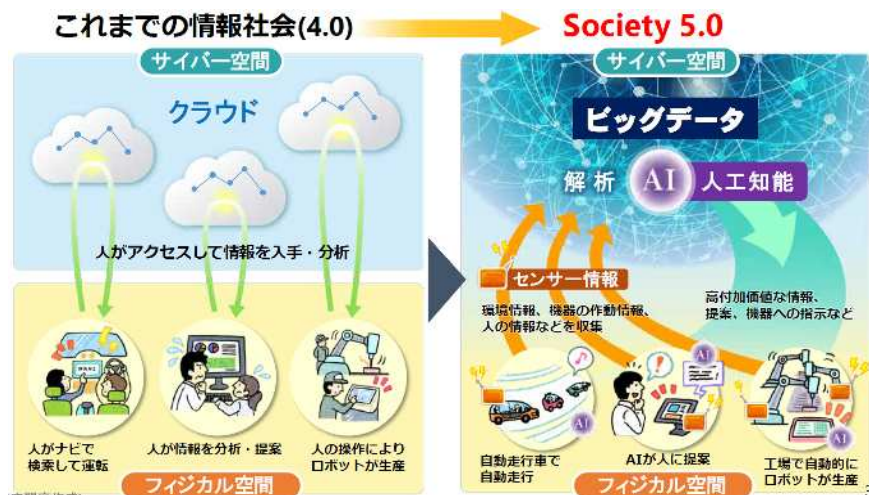 これまでの情報社会(4.0)
Society 5.0
サイバー空間
クラウド
人がアクセスして情報を入手・分析
人がナビで
検索して運転
人が情報を分析・提案
人の操作により
ロボットが生産
フィジカル空間
サイバー空間
ビッグデータ
解析 AI 人工知能
センサー情報
環境情報、機器の作動情報、
人の情報などを収集
高付加価値な情報、
提案、機器への指示など
AI
AI
AI
自動走行車で
自動走行
AIが人に提案
工場で自動的に
ロボットが生産
フィジカル空間